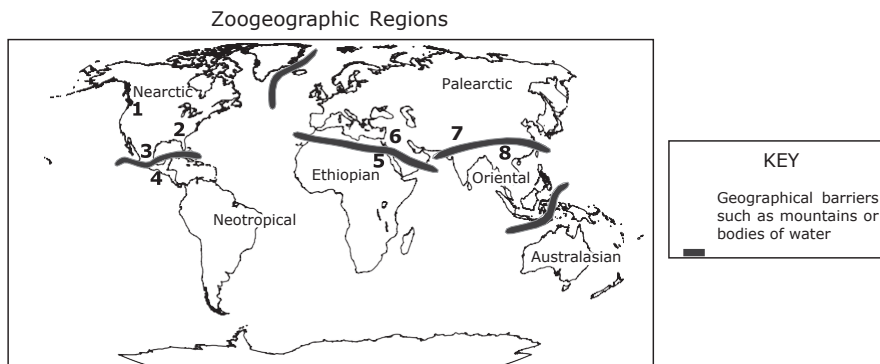 Zoogeographic Regions
Nearctic
Palearctic
1
2
3
4
5
6
7
8
Ethiopian
Oriental
Neotropical
Australasian
KEY
Geographical barriers
such as mountains or
bodies of water